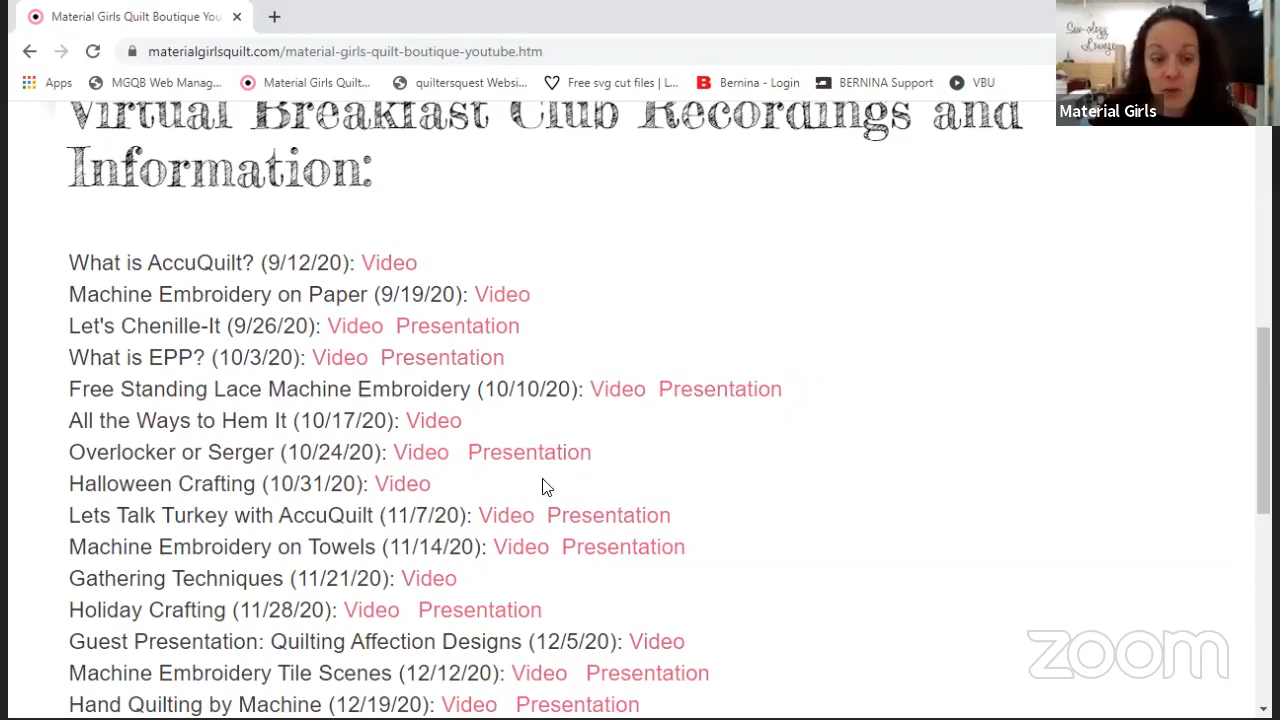 Material Girls Quilt Boutique You
materialgirlsquilt.com/material-girls-quilt-boutique-youtube.htm
Apps MGQB Web Manag... Material Girls Quilt... quiltersquest Websi... Free svg cut files | L... Bernina - Login BERNINA Support VBU
Sew-ology
Lounge
Material Girls
Virtual Breakfast Club Recordings and
Information:
What is AccuQuilt? (9/12/20): Video
Machine Embroidery on Paper (9/19/20): Video
Let's Chenille-It (9/26/20): Video Presentation
What is EPP? (10/3/20): Video Presentation
Free Standing Lace Machine Embroidery (10/10/20): Video Presentation
All the Ways to Hem It (10/17/20): Video
Overlocker or Serger (10/24/20): Video Presentation
Halloween Crafting (10/31/20): Video
Lets Talk Turkey with AccuQuilt (11/7/20): Video Presentation
Machine Embroidery on Towels (11/14/20): Video Presentation
Gathering Techniques (11/21/20): Video
Holiday Crafting (11/28/20): Video Presentation
Guest Presentation: Quilting Affection Designs (12/5/20): Video
Machine Embroidery Tile Scenes (12/12/20): Video Presentation
Hand Quilting by Machine (12/19/20): Video Presentation
zoom